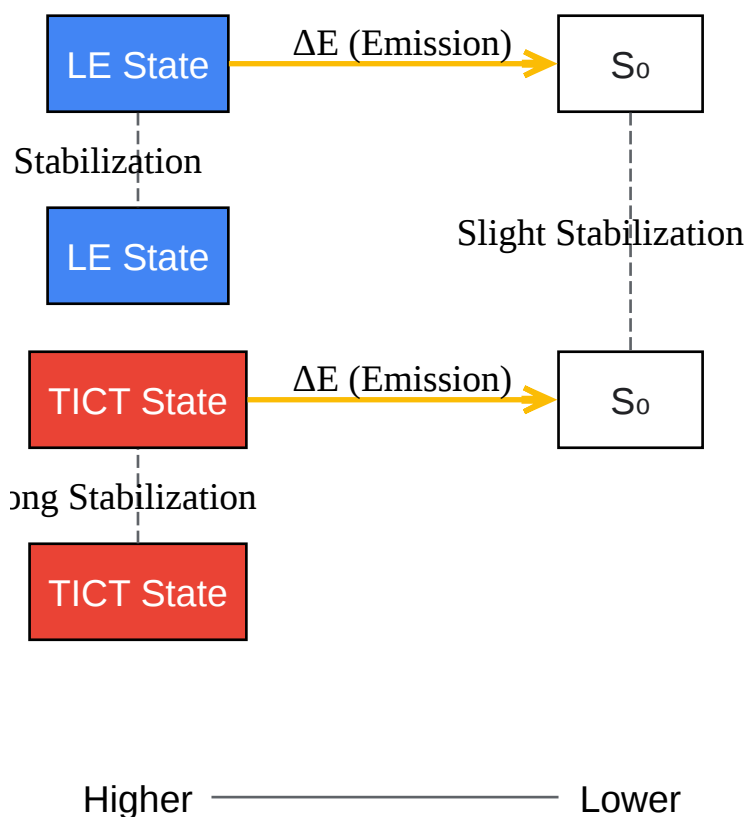 LE State
ΔE (Emission)
S₀
Stabilization
LE State
Slight Stabilization
TICT State
ΔE (Emission)
S₀
ong Stabilization
TICT State
Higher
Lower